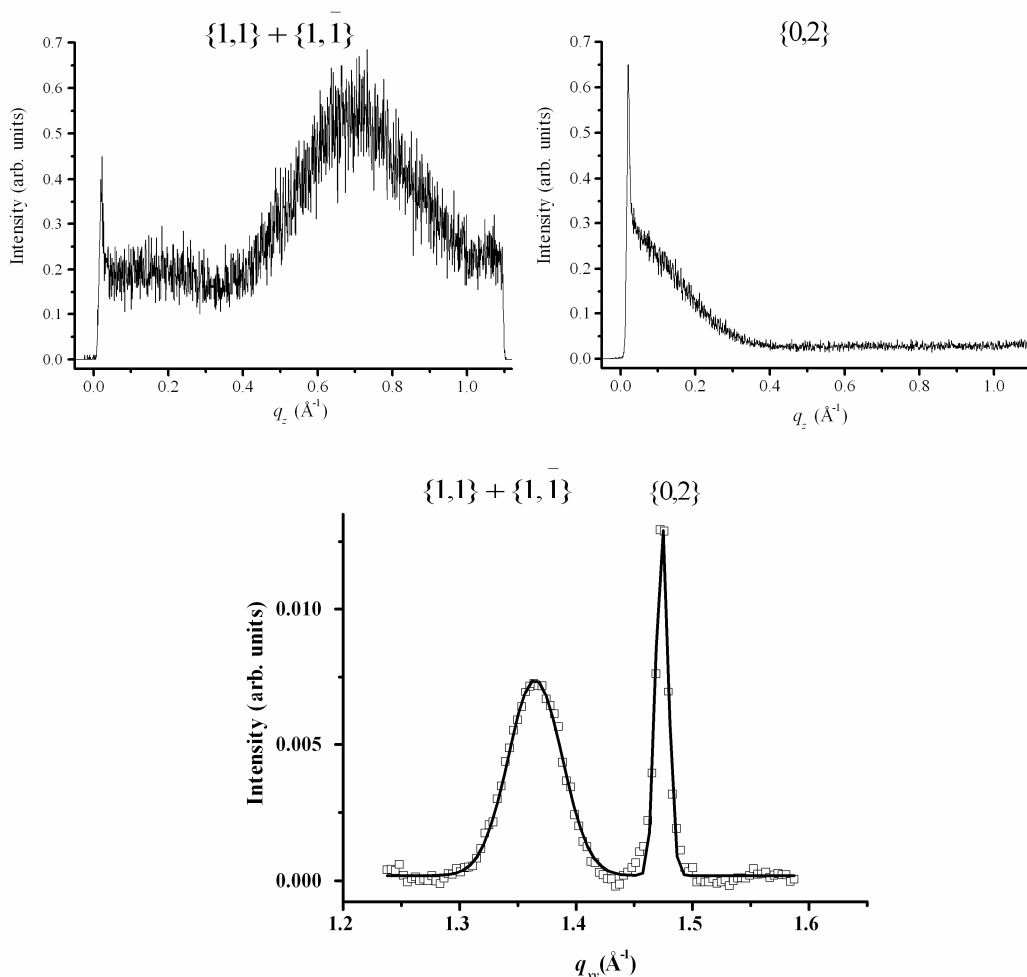 {1,1} + {1,1̄}
0.7
0.6
0.5
0.4
0.3
0.2
0.1
0.0
Intensity (arb. units)
0.0 0.2 0.4 0.6 0.8 1.0
q_z (Å⁻¹)
{0,2}
0.7
0.6
0.5
0.4
0.3
0.2
0.1
0.0
Intensity (arb. units)
0.0 0.2 0.4 0.6 0.8 1.0
q_z (Å⁻¹)
{1,1} + {1,1̄} {0,2}
0.010
0.005
0.000
Intensity (arb. units)
1.2 1.3 1.4 1.5 1.6
q_xy(Å⁻¹)